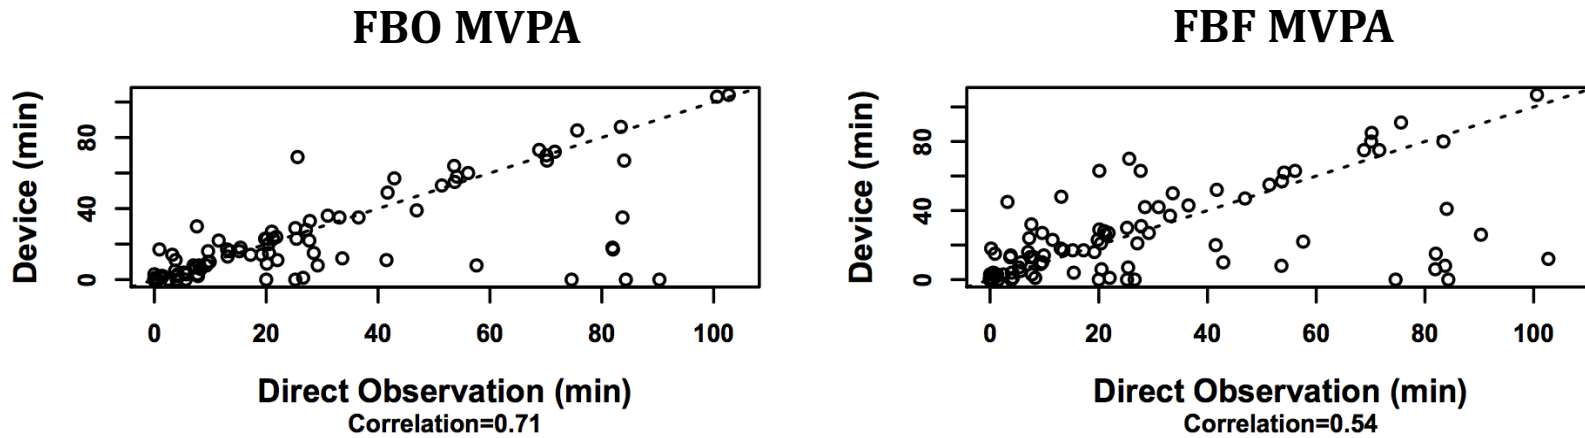 FBO MVPA
Device (min)
80
40
0
0 20 40 60 80 100
Direct Observation (min)
Correlation=0.71
FBF MVPA
Device (min)
80
40
0
0 20 40 60 80 100
Direct Observation (min)
Correlation=0.54